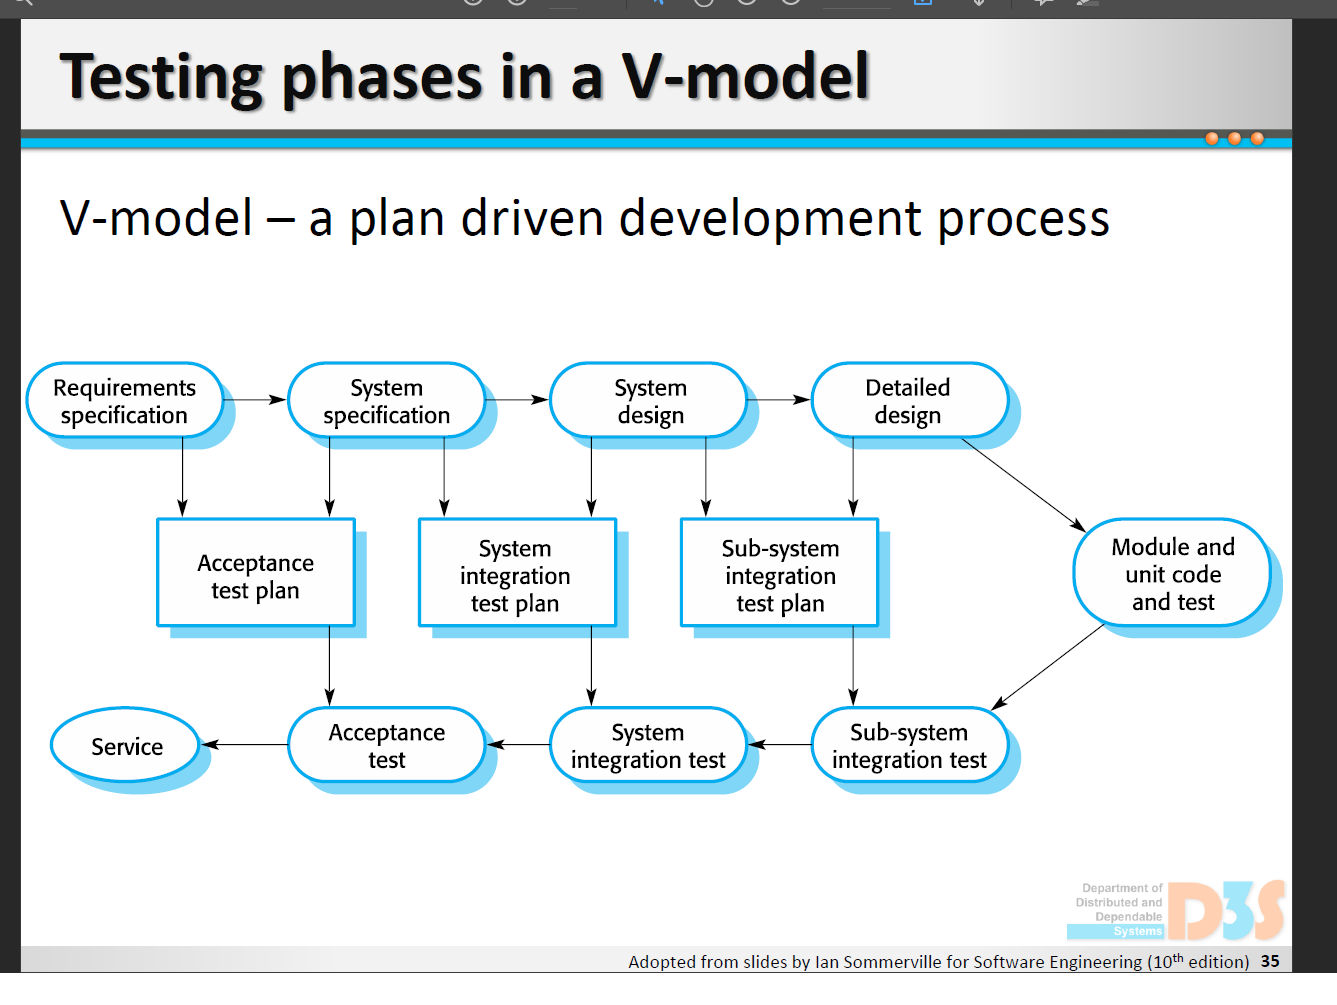 Testing phases in a V-model
V-model – a plan driven development process
Requirements
specification
System
specification
System
design
Detailed
design
Acceptance
test plan
System
integration
test plan
Sub-system
integration
test plan
Module and
unit code
and test
Service
Acceptance
test
System
integration test
Sub-system
integration test
Department of
Distributed and
Dependable
Systems
D3S
Adopted from slides by Ian Sommerville for Software Engineering (10th edition) 35